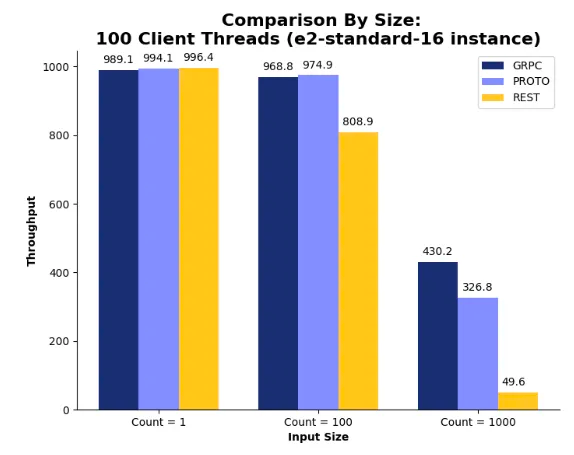 Comparison By Size:
100 Client Threads (e2-standard-16 instance)
GRPC
PROTO
REST
989.1 994.1 996.4
968.8 974.9
808.9
430.2
326.8
49.6
Throughput
1000
800
600
400
200
0
Count = 1 Count = 100 Count = 1000
Input Size